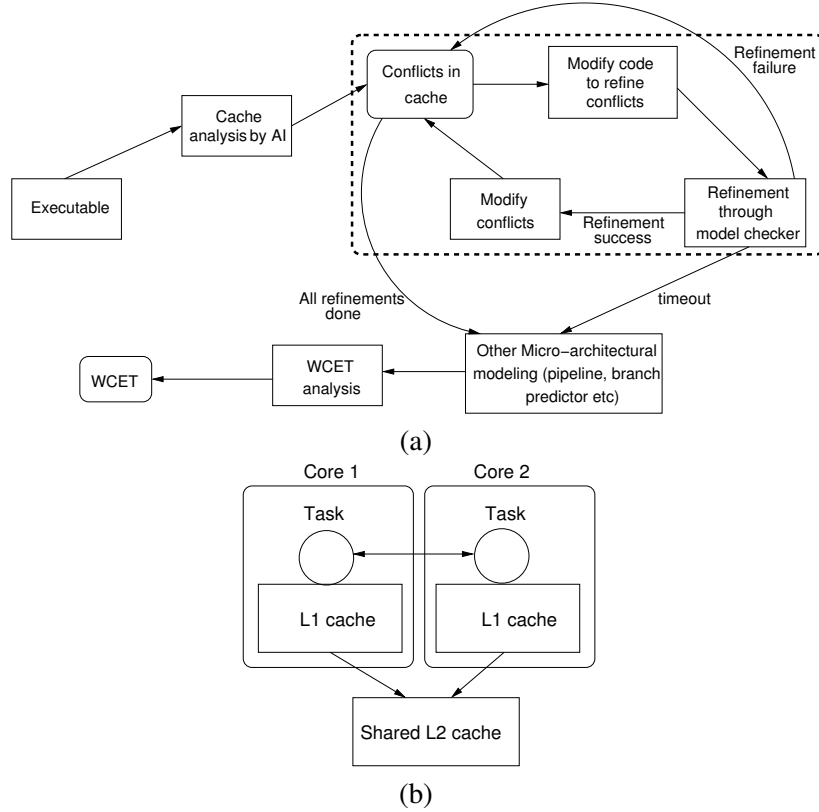 Conflicts in
cache
Modify code
to refine
conflicts
Refinement
failure
Cache
analysis by AI
Executable
Modify
conflicts
Refinement
success
Refinement
through
model checker
All refinements
done
timeout
Other Micro−architectural
modeling (pipeline, branch
predictor etc)
WCET
analysis
WCET
(a)
Core 1
Core 2
Task
Task
L1 cache
L1 cache
Shared L2 cache
(b)